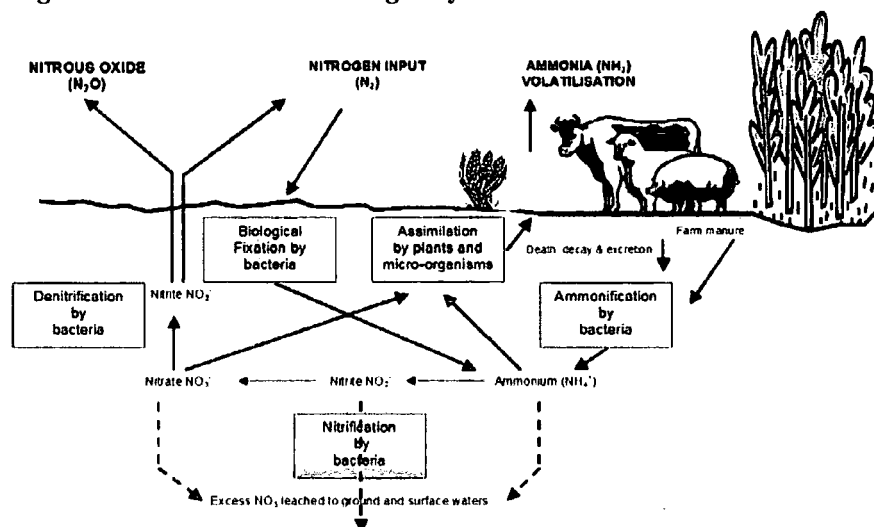 NITROUS OXIDE
(N₂O)
NITROGEN INPUT
(N₂)
AMMONIA (NH₃)
VOLATILISATION
Biological
Fixation by
bacteria
Assimilation
by plants and
micro-organisms
Farm manure
Death, decay & excretion
Denitrification
by
bacteria
Nitrite NO₂⁻
Ammonification
by
bacteria
Nitrate NO₃⁻
Nitrite NO₂⁻
Ammonium (NH₄⁺)
Nitrification
by
bacteria
Excess NO₃ leached to ground and surface waters